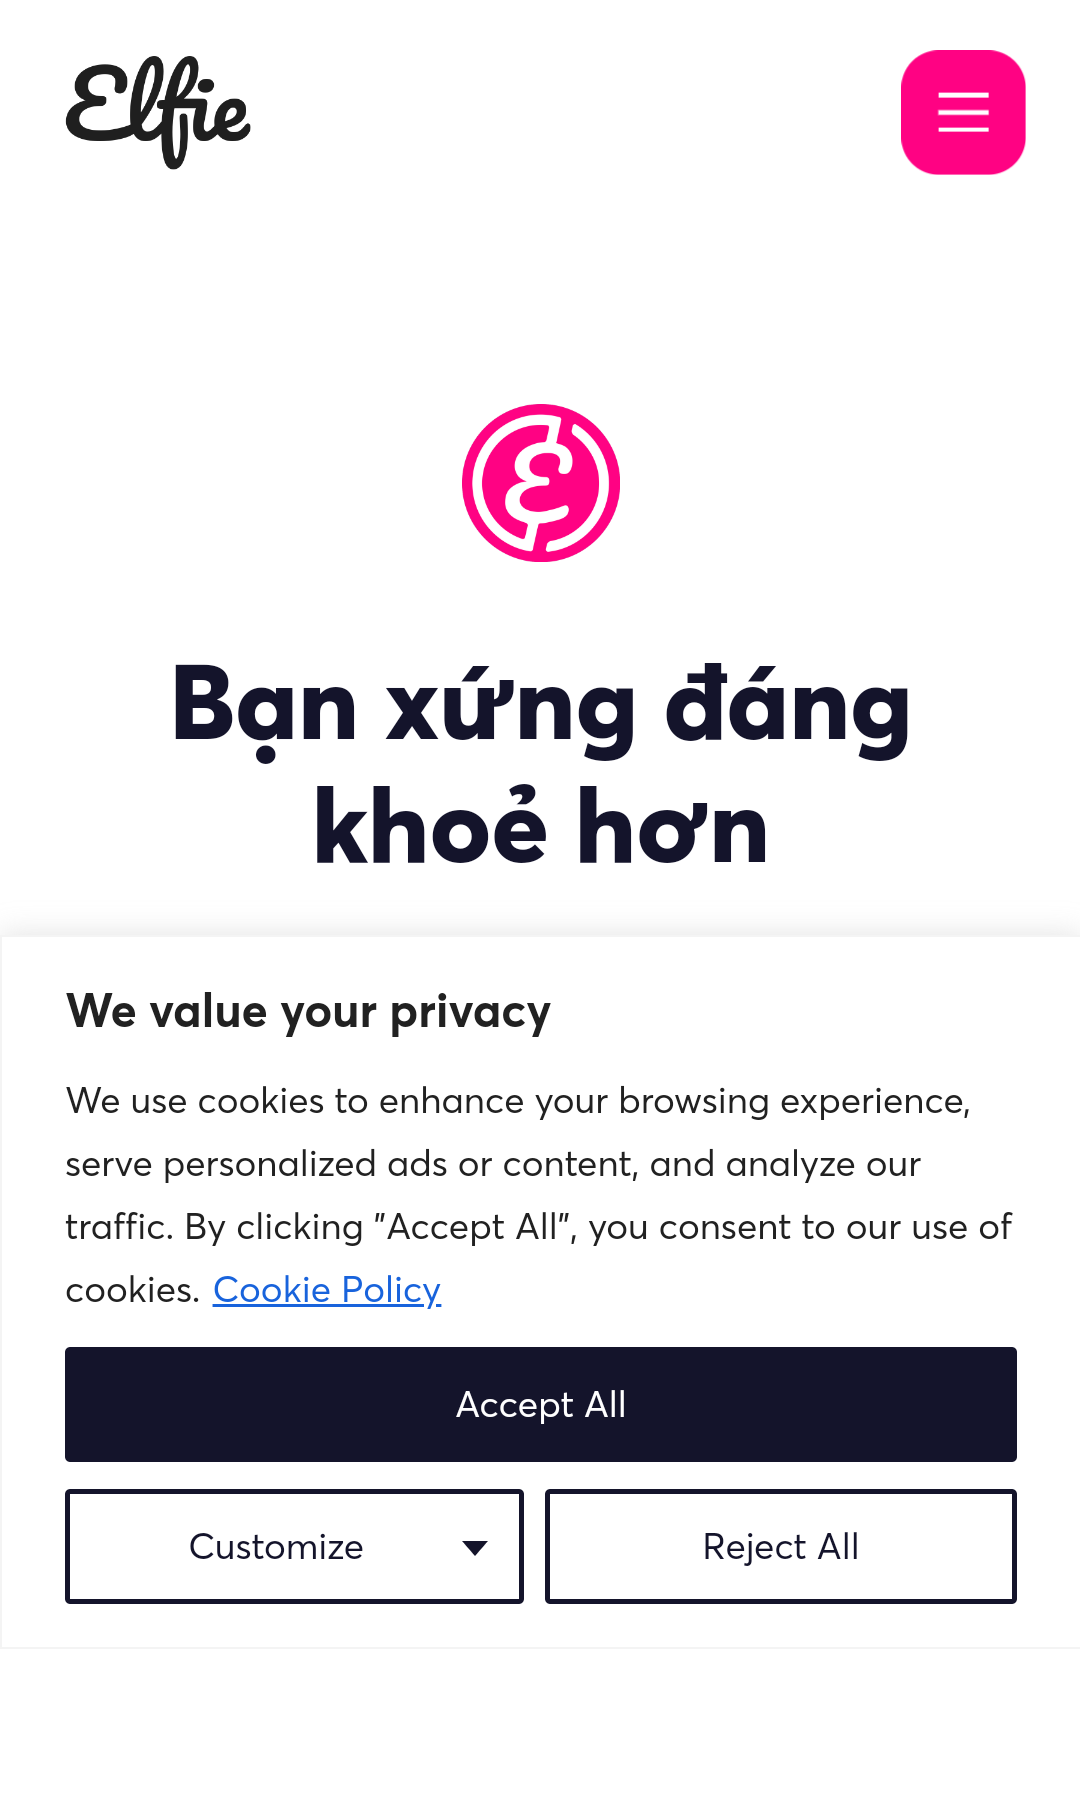 Elfie
Bạn xứng đáng
khoẻ hơn
We value your privacy
We use cookies to enhance your browsing experience,
serve personalized ads or content, and analyze our
traffic. By clicking "Accept All", you consent to our use of
cookies. Cookie Policy
Accept All
Customize
Reject All